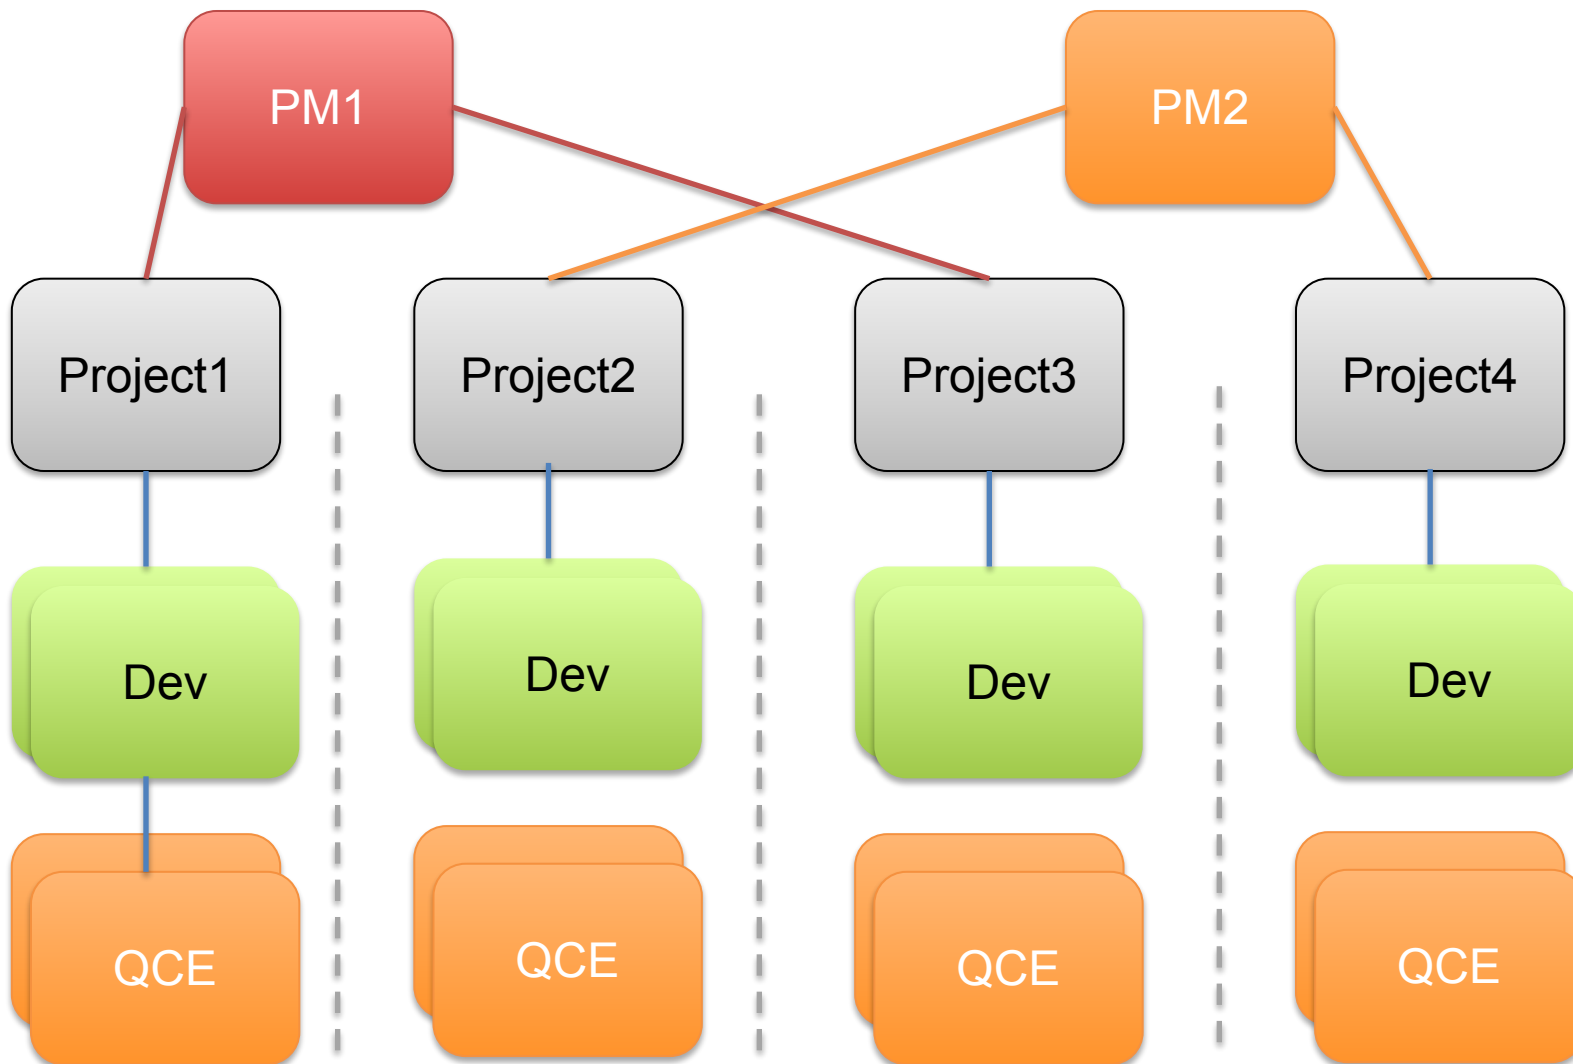 PM1
PM2
Project1
Project2
Project3
Project4
Dev
Dev
Dev
Dev
QCE
QCE
QCE
QCE